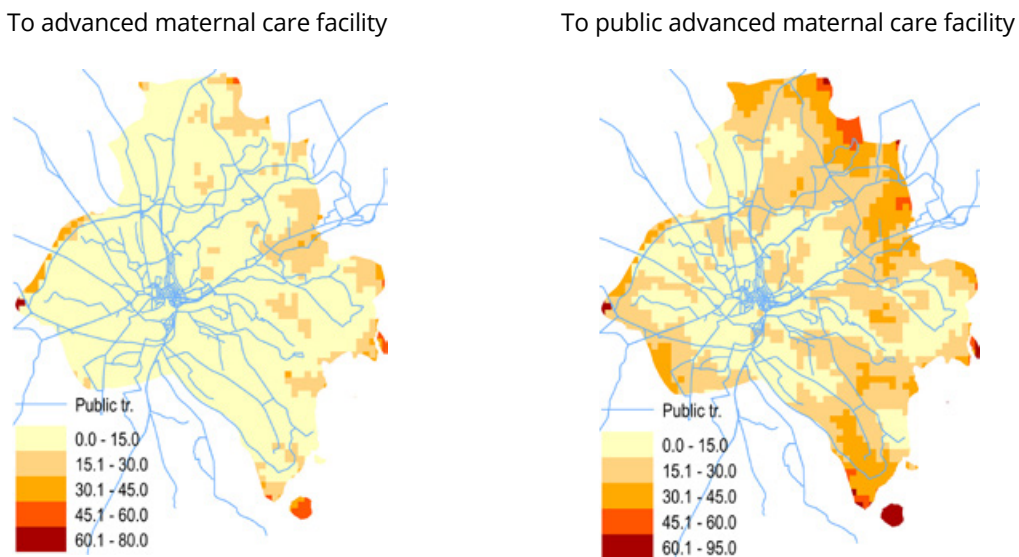 To advanced maternal care facility
To public advanced maternal care facility
Public tr.
0.0 - 15.0
15.1 - 30.0
30.1 - 45.0
45.1 - 60.0
60.1 - 80.0
Public tr.
0.0 - 15.0
15.1 - 30.0
30.1 - 45.0
45.1 - 60.0
60.1 - 95.0